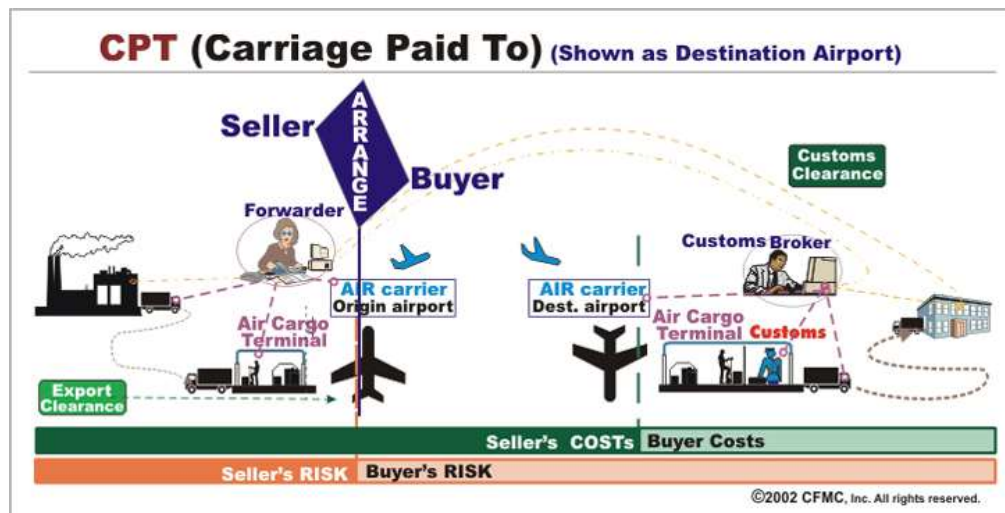 CPT (Carriage Paid To) (Shown as Destination Airport)
Seller
ARRANGE
Buyer
Customs
Clearance
Forwarder
Customs Broker
AIR carrier
Origin airport
AIR carrier
Dest. airport
Air Cargo
Terminal
Air Cargo
Terminal
Customs
Export
Clearance
Seller's COSTs
Buyer Costs
Seller's RISK
Buyer's RISK
©2002 CFMC, Inc. All rights reserved.